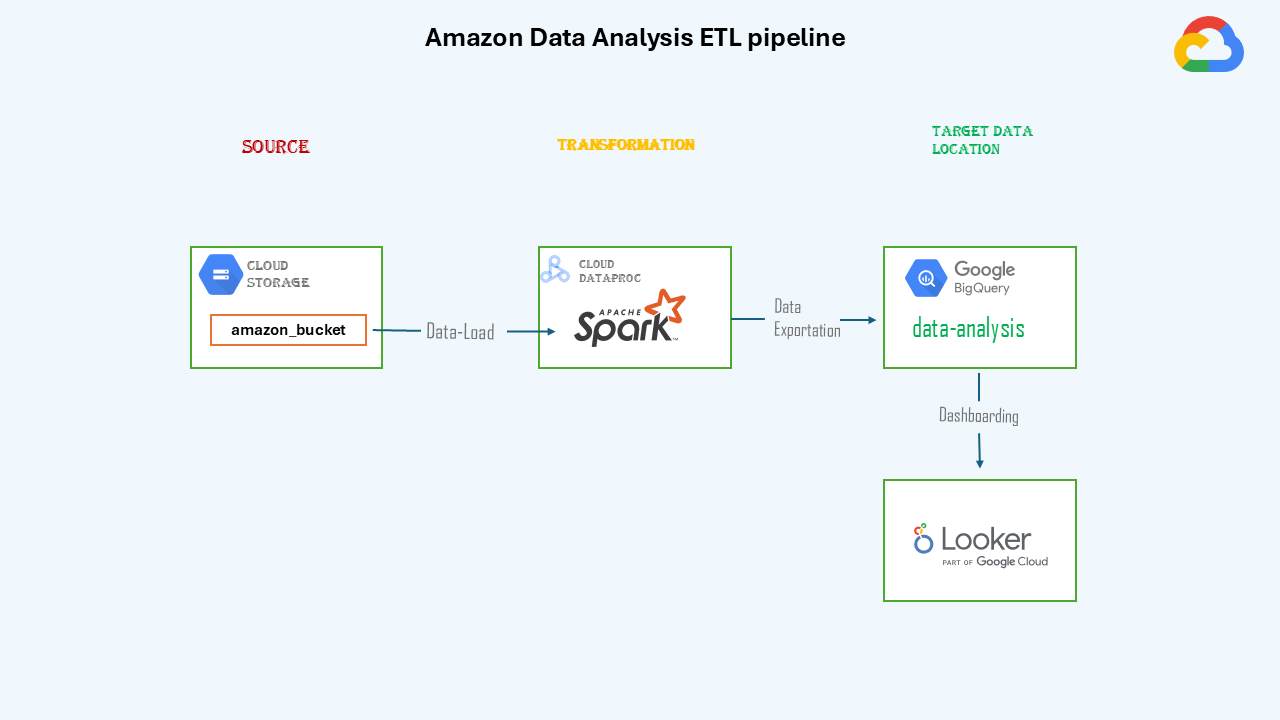 Amazon Data Analysis ETL pipeline
SOURCE
TRANSFORMATION
TARGET DATA
LOCATION
CLOUD
STORAGE
amazon_bucket
Data-Load
CLOUD
DATAPROC
APACHE
Spark™
Data
Exportation
Google
BigQuery
data-analysis
Dashboarding
Looker
PART OF Google Cloud